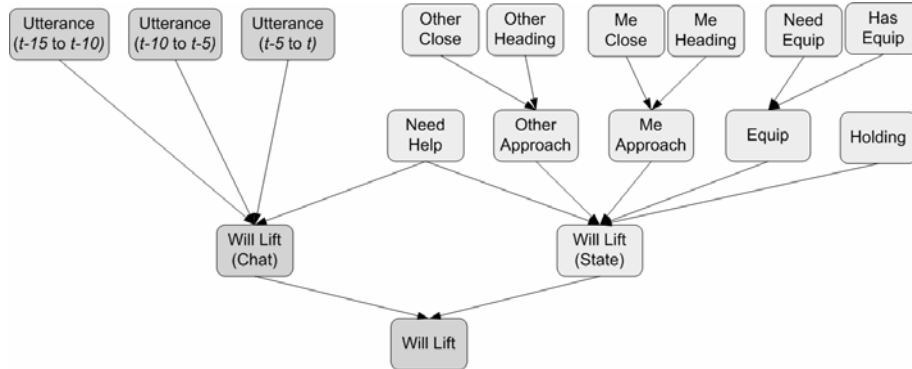 Utterance
(t-15 to t-10)
Utterance
(t-10 to t-5)
Utterance
(t-5 to t)
Other
Close
Other
Heading
Me
Close
Me
Heading
Need
Equip
Has
Equip
Need
Help
Other
Approach
Me
Approach
Equip
Holding
Will Lift
(Chat)
Will Lift
(State)
Will Lift